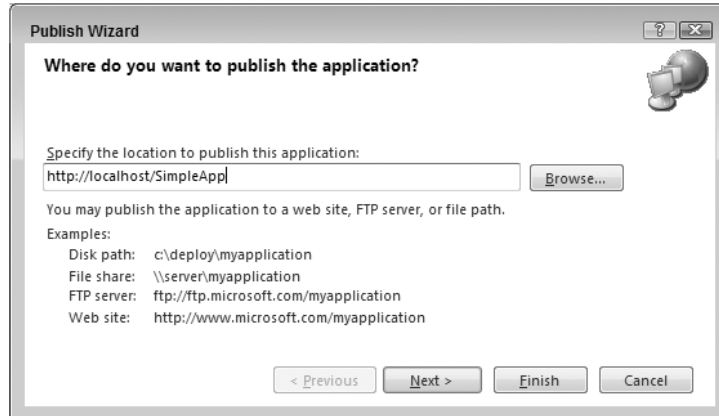 Publish Wizard
Where do you want to publish the application?
Specify the location to publish this application:
http://localhost/SimpleApp
Browse...
You may publish the application to a web site, FTP server, or file path.
Examples:
Disk path: c:\deploy\myapplication
File share: \\server\myapplication
FTP server: ftp://ftp.microsoft.com/myapplication
Web site: http://www.microsoft.com/myapplication
< Previous Next > Finish Cancel